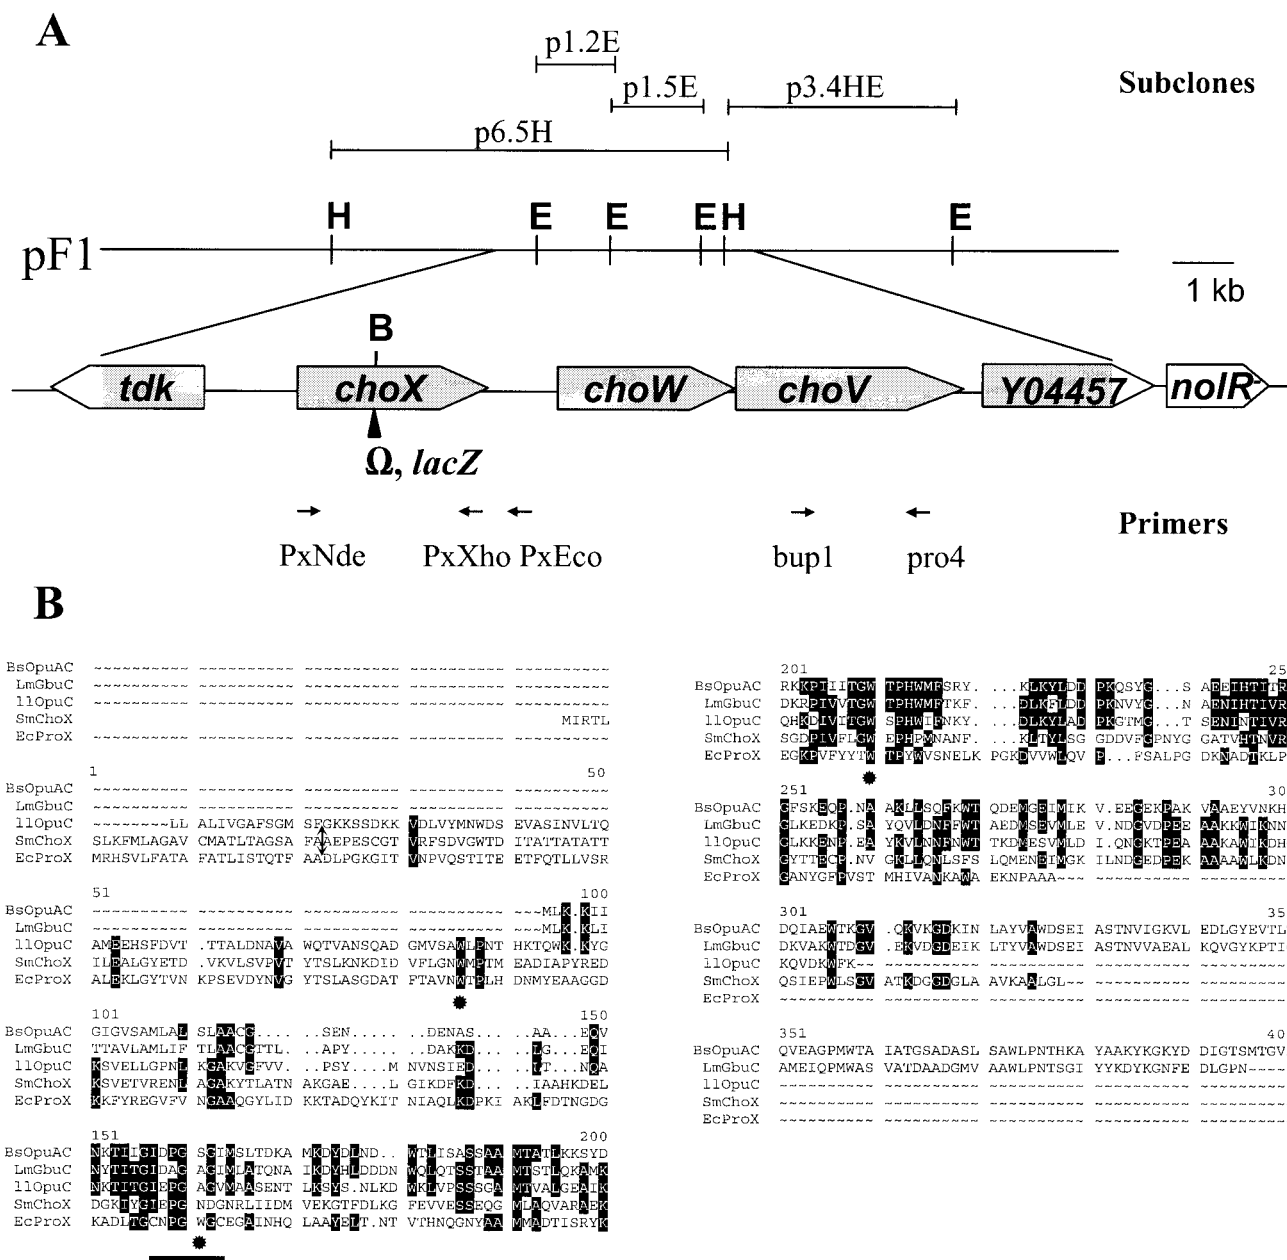 A
p1.2E
p1.5E
p3.4HE
Subclones
p6.5H
H E E E H E
pF1
1 kb
B
tdk choX choW choV Y04457 nolR
Ω, lacZ
Primers
PxNde PxXho PxEco bup1 pro4
B
BsOpuAC ~~~~~~~~~~ ~~~~~~~~~~ ~~~~~~~~~~ ~~~~~~~~~~ ~~~~~~~~~~
LmGbuC ~~~~~~~~~~ ~~~~~~~~~~ ~~~~~~~~~~ ~~~~~~~~~~ ~~~~~~~~~~
llOpuC ~~~~~~~~~~ ~~~~~~~~~~ ~~~~~~~~~~ ~~~~~~~~~~ ~~~~~~~~~~
SmChoX MIRTL
EcProX ~~~~~~~~~~ ~~~~~~~~~~ ~~~~~~~~~~ ~~~~~~~~~~ ~~~~~~~~~~
1 50
BsOpuAC ~~~~~~~~~~ ~~~~~~~~~~ ~~~~~~~~~~ ~~~~~~~~~~ ~~~~~~~~~~
LmGbuC ~~~~~~~~~~ ~~~~~~~~~~ ~~~~~~~~~~ ~~~~~~~~~~ ~~~~~~~~~~
llOpuC ~~~~~~~~LL ALIVGAFSGM SFGKKSSDKK VDLVYMNWDS EVASINVLTQ
SmChoX SLKFMLAGAV CMATLTAGSA FAAEPESCGT VRFSDVGWTD ITATTATATT
EcProX MRHSVLFATA FATLISTQTF AADLPGKGIT VNPVQSTITE ETFQTLLVSR
51 100
BsOpuAC ~~~~~~~~~~ ~~~~~~~~~~ ~~~~~~~~~~ ~~~~~~~~~~ ~~~~~~MLK.KII
LmGbuC ~~~~~~~~~~ ~~~~~~~~~~ ~~~~~~~~~~ ~~~~~~~~~~ ~~~~~~MLK.KLI
llOpuC AMEEHSFDVT .TTALDNAVA WQTVANSQAD GMVSAWLPNT HKTQWKKYG
SmChoX ILEALGYETD .VKVLSVPVT YTSLKNKDID VFLGNWMPTM EADIAPYRED
EcProX ALEKLGYTVN KPSEVDYNVG YTSLASGDAT FTAVNWTPLH DNMYEAAGGD
101 150
BsOpuAC GIGVSAMLAL SLAACG.... ...SEN.... ..DENAS... ..AA...EQV
LmGbuC TTAVLAMLIF TLAACGTTL. ..APY..... ..DAKKD... ..LG...EQI
llOpuC KSVELLGPNL KGAKVGFVV. ..PSY....M NVNSIED... ..LT...NQA
SmChoX KSVETVRENL AGAKYTLATN AKGAE....L GIKDFKD... ..IAAHKDEL
EcProX KKFYREGVFV NGAAQGYLID KKTADQYKIT NIAQLKDPKI AKLFDTNGDG
151 200
BsOpuAC NKTIIGIDPG SGIMSLTDKA MKDYDLND.. WTLISASSAA MTATLKKSYD
LmGbuC NYTITGIDAG AGIMLATQNA IKDYHLDDDN WQLQTSSTAA MTSTLQKAMK
llOpuC NKTITGIEPG AGVMAASENT LKSYS.NLKD WKLVPSSSGA MTVALGEAIK
SmChoX DGKIYGIEPG NDGNRLIIDM VEKGTFDLKG FEVVESSEQG MLAQVARAEK
EcProX KADLTGCNPG WGCEGAINHQ LAAYELT.NT VTHNQGNYAA MMADTISRYK
201 25
BsOpuAC RKKPIIITGW TPHWMFSRY. ...KLKYLDD PKQSYG...S AEEIHTITR
LmGbuC DKRPIVVTGW TPHWMFTKF. ...DLKFLDD PKNVYG...N AENIHTIVR
llOpuC QHKDIVITGW SPHWIFNKY. ...DLKYLAD PKGTMG...T SENINTIVR
SmChoX SGDPIVFLGW EPHPMNANF. ...KLTYLSG GDDVFGPNYG GATVHTNVR
EcProX EGKPVFYYTW TPYWVSNELK PGKDVVWLQV P...FSALPG DKNADTKLP
251 30
BsOpuAC GFSKEQP.NA AKLLSQFKWT QDEMGEIMIK V.EEGEKPAK VAAEYVNKH
LmGbuC GLKEDKP.SA YQVLDNFFWT AEDMSEVMLE VNDGVDPEE AAKKWIKNN
llOpuC GLKKENP.EA YKVLNNFNWT TKDMESVMLD I.QNGKTPEA AAKAWIKDH
SmChoX GYTTECP.NV GKLLQNLSFS LQMENEIMGK ILNDGEDPEK AAAAWLKDN
EcProX GANYGFPVST MHIVANKAWA EKNPAAA~~~ ~~~~~~~~~~ ~~~~~~~~~
301 35
BsOpuAC DQIAEWTKGV .QKVKGDKIN LAYVAWDSEI ASTNVIGKVL EDLGYEVTL
LmGbuC DKVAKWTDGV .EKVDGDEIK LTYVAWDSEI ASTNVVAEAL KQVGYKPTI
llOpuC KQVDKWFK~~ ~~~~~~~~~~ ~~~~~~~~~~ ~~~~~~~~~~ ~~~~~~~~~
SmChoX QSIEPWLSGV ATKDGGDGLA AVKAALGL~~ ~~~~~~~~~~ ~~~~~~~~~
EcProX ~~~~~~~~~~ ~~~~~~~~~~ ~~~~~~~~~~ ~~~~~~~~~~ ~~~~~~~~~
351 40
BsOpuAC QVEAGPMWTA IATGSADASL SAWLPNTHKA YAAKYKGKYD DIGTSMTGV
LmGbuC AMEIQPMWAS VATDAADGMV AAWLPNTSGI YYKDYKGNFE DLGPN~~~~
llOpuC ~~~~~~~~~~ ~~~~~~~~~~ ~~~~~~~~~~ ~~~~~~~~~~ ~~~~~~~~~
SmChoX ~~~~~~~~~~ ~~~~~~~~~~ ~~~~~~~~~~ ~~~~~~~~~~ ~~~~~~~~~
EcProX ~~~~~~~~~~ ~~~~~~~~~~ ~~~~~~~~~~ ~~~~~~~~~~ ~~~~~~~~~